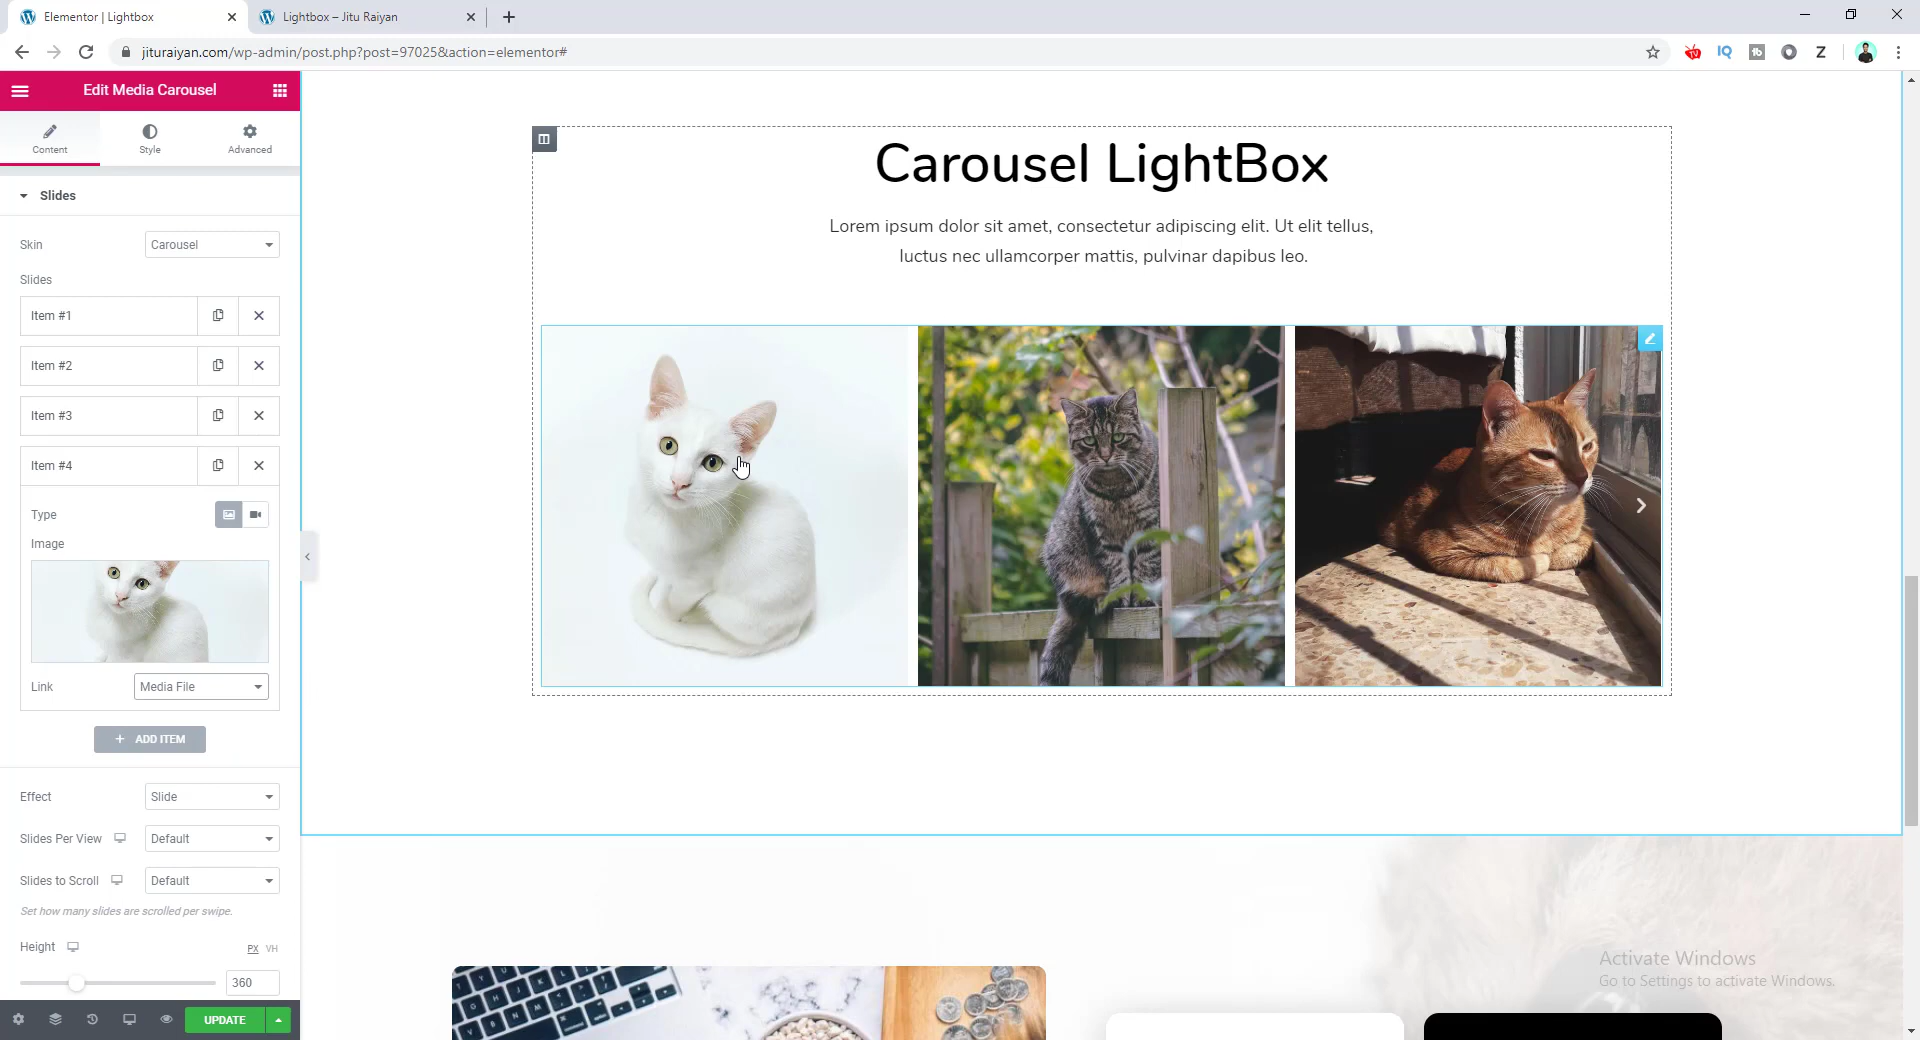 Elementor | Lightbox
Lightbox – Jitu Raiyan
jituraiyan.com/wp-admin/post.php?post=97025&action=elementor#
IQ
tb
Z
Edit Media Carousel
Content
Style
Advanced
Slides
Skin
Carousel
Slides
Item #1
Item #2
Item #3
Item #4
Type
Image
Link
Media File
+ ADD ITEM
Effect
Slide
Slides Per View
Default
Slides to Scroll
Default
Set how many slides are scrolled per swipe.
Height
PX VH
360
UPDATE
Carousel LightBox
Lorem ipsum dolor sit amet, consectetur adipiscing elit. Ut elit tellus,
luctus nec ullamcorper mattis, pulvinar dapibus leo.
Activate Windows
Go to Settings to activate Windows.